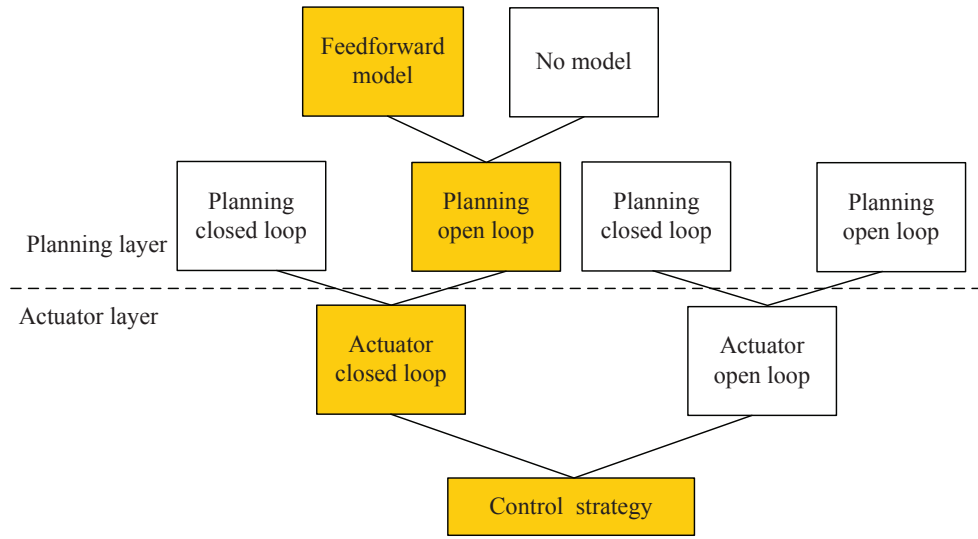 Feedforward
model
No model
Planning
closed loop
Planning
open loop
Planning
closed loop
Planning
open loop
Planning layer
Actuator layer
Actuator
closed loop
Actuator
open loop
Control strategy